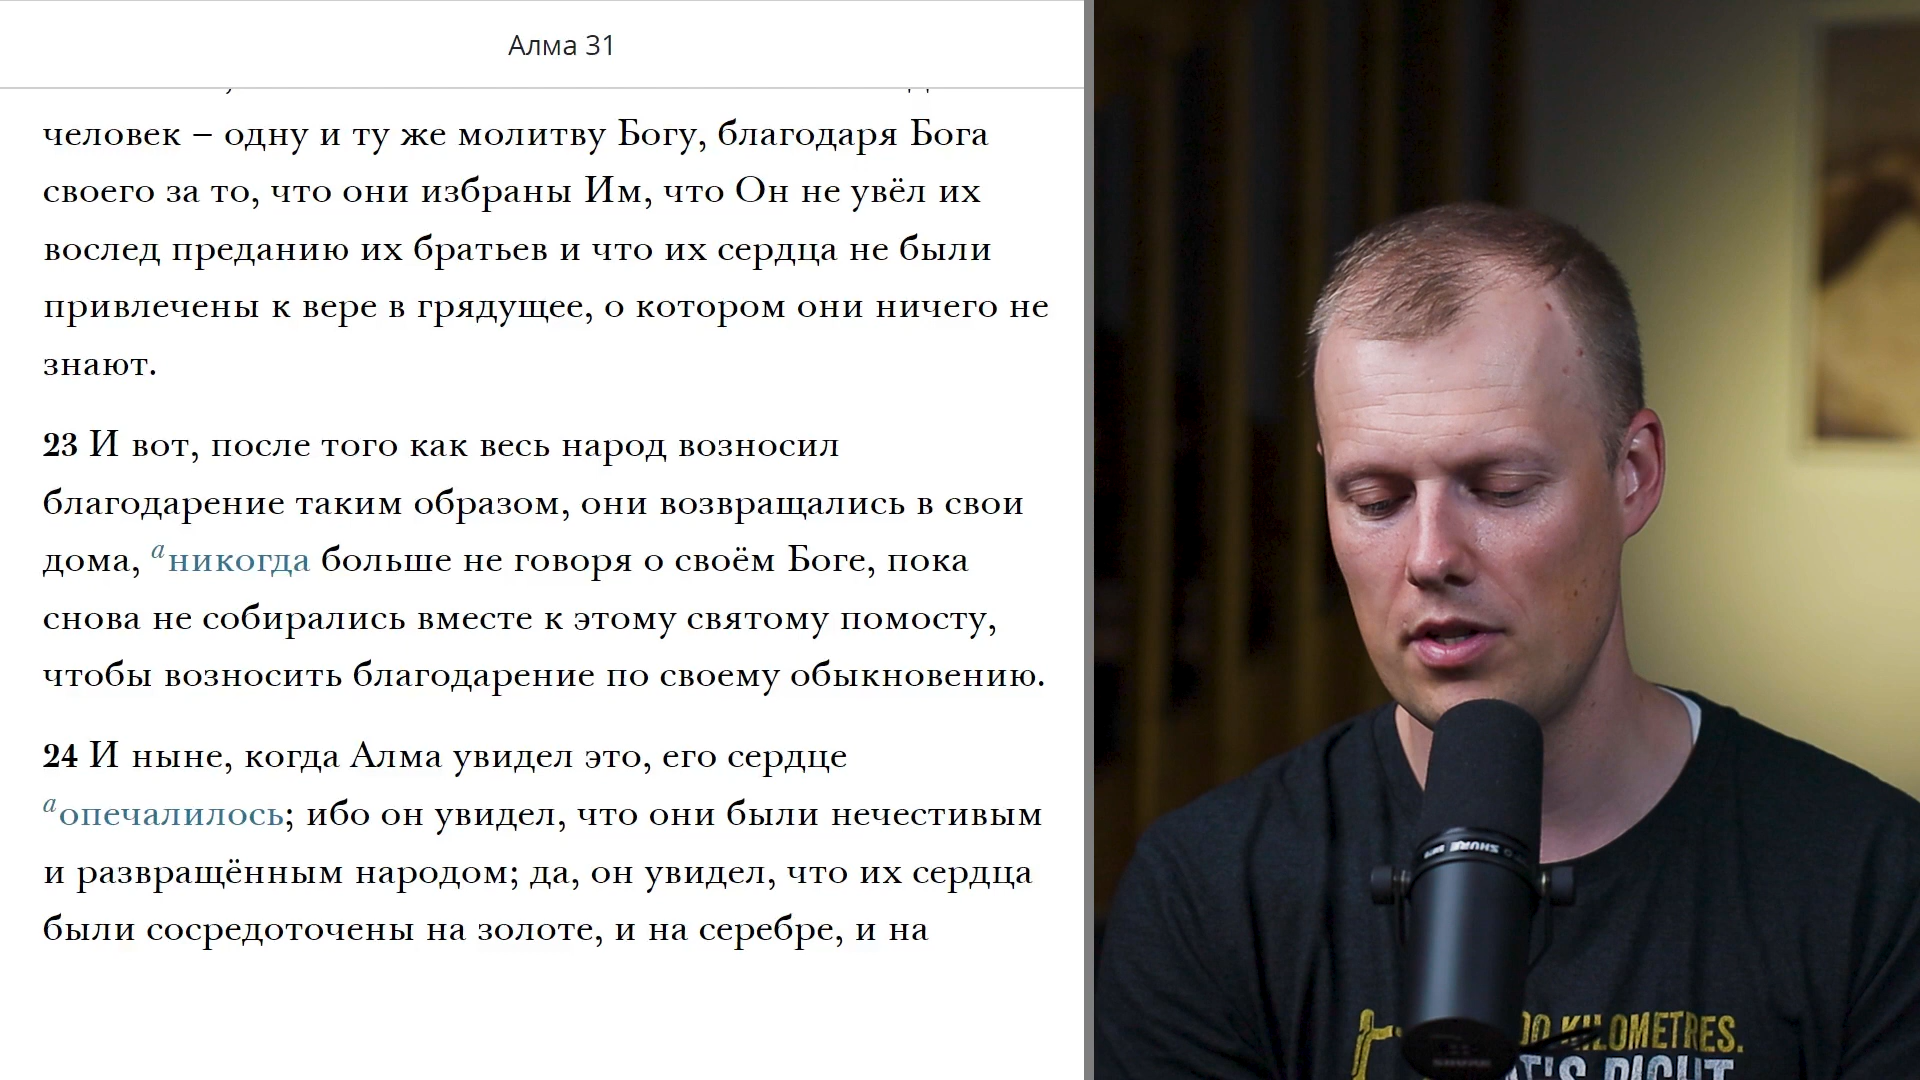 Алма 31
человек – одну и ту же молитву Богу, благодаря Бога
своего за то, что они избраны Им, что Он не увёл их
вослед преданию их братьев и что их сердца не были
привлечены к вере в грядущее, о котором они ничего не
знают.
23 И вот, после того как весь народ возносил
благодарение таким образом, они возвращались в свои
дома, ᵃникогда больше не говоря о своём Боге, пока
снова не собирались вместе к этому святому помосту,
чтобы возносить благодарение по своему обыкновению.
24 И ныне, когда Алма увидел это, его сердце
ᵃопечалилось; ибо он увидел, что они были нечестивым
и развращённым народом; да, он увидел, что их сердца
были сосредоточены на золоте, и на серебре, и на
SHURE
KILOMETRES.